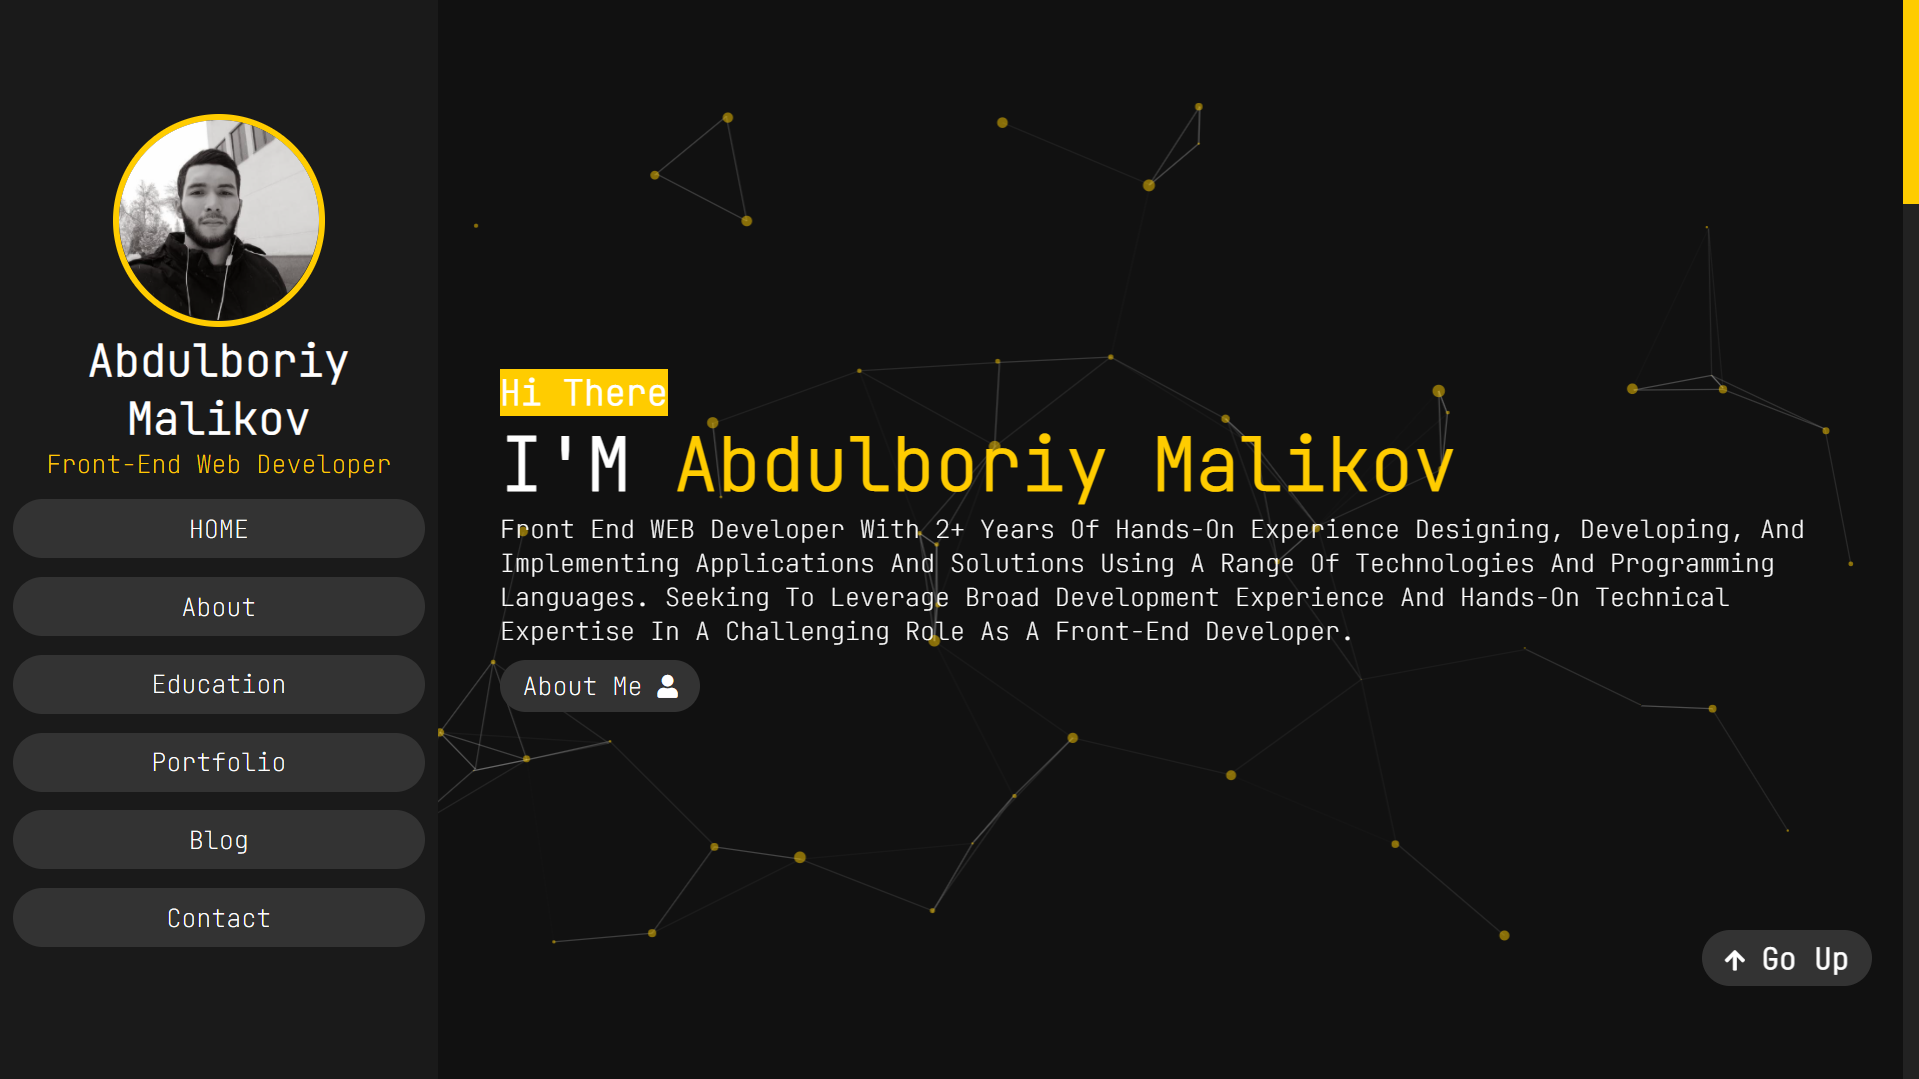 Abdulboriy
Malikov
Front-End Web Developer
HOME
About
Education
Portfolio
Blog
Contact
Hi There
I'M Abdulboriy Malikov
Front End WEB Developer With 2+ Years Of Hands-On Experience Designing, Developing, And
Implementing Applications And Solutions Using A Range Of Technologies And Programming
Languages. Seeking To Leverage Broad Development Experience And Hands-On Technical
Expertise In A Challenging Role As A Front-End Developer.
About Me
Go Up